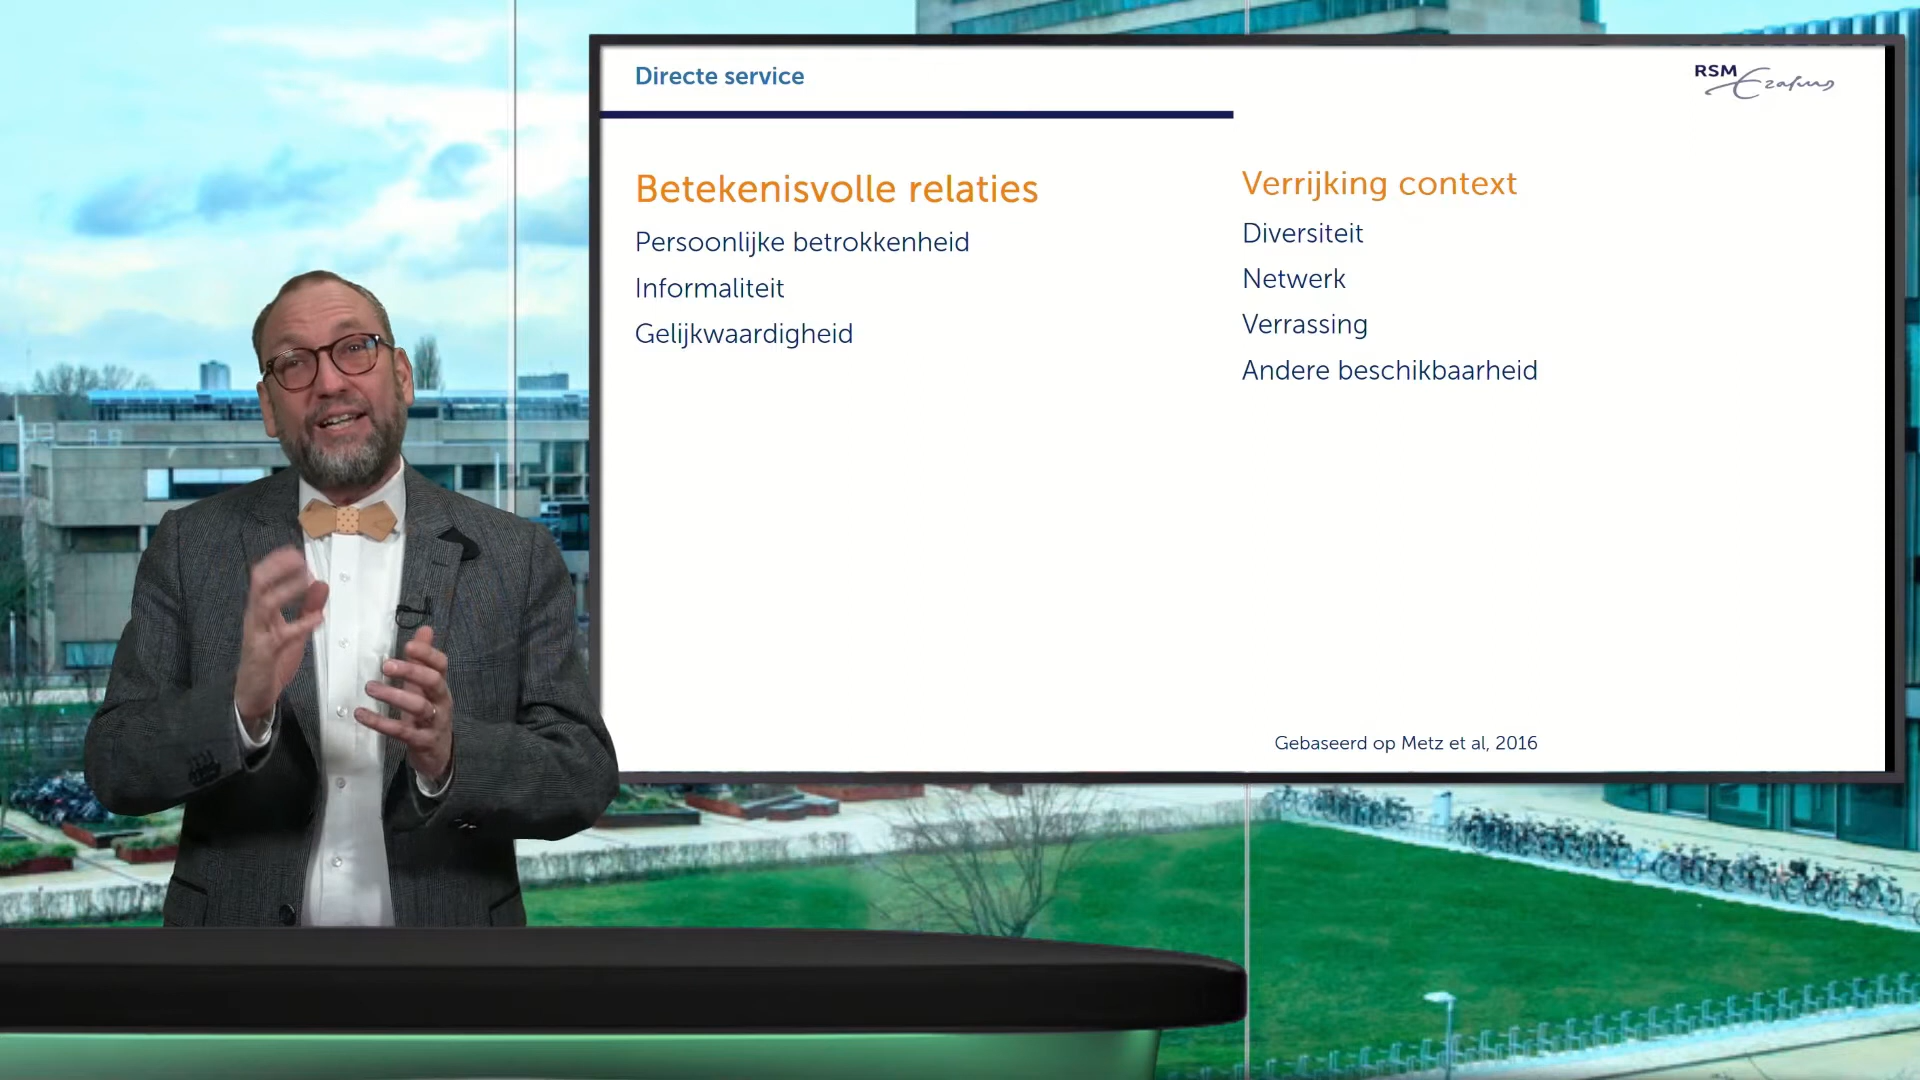 Directe service
RSM Erasmus
Betekenisvolle relaties
Persoonlijke betrokkenheid
Informaliteit
Gelijkwaardigheid
Verrijking context
Diversiteit
Netwerk
Verrassing
Andere beschikbaarheid
Gebaseerd op Metz et al, 2016